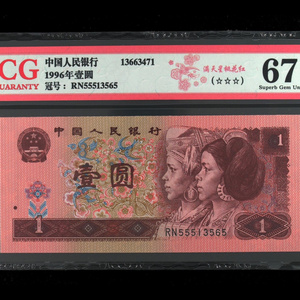 CG
GUARANTY
中国人民银行
1996年壹圆
冠号：RN55513565
13663471
满天星桃花红
(☆☆☆)
67
Superb Gem Un
中国人民银行
壹圆
RN55513565
1
1